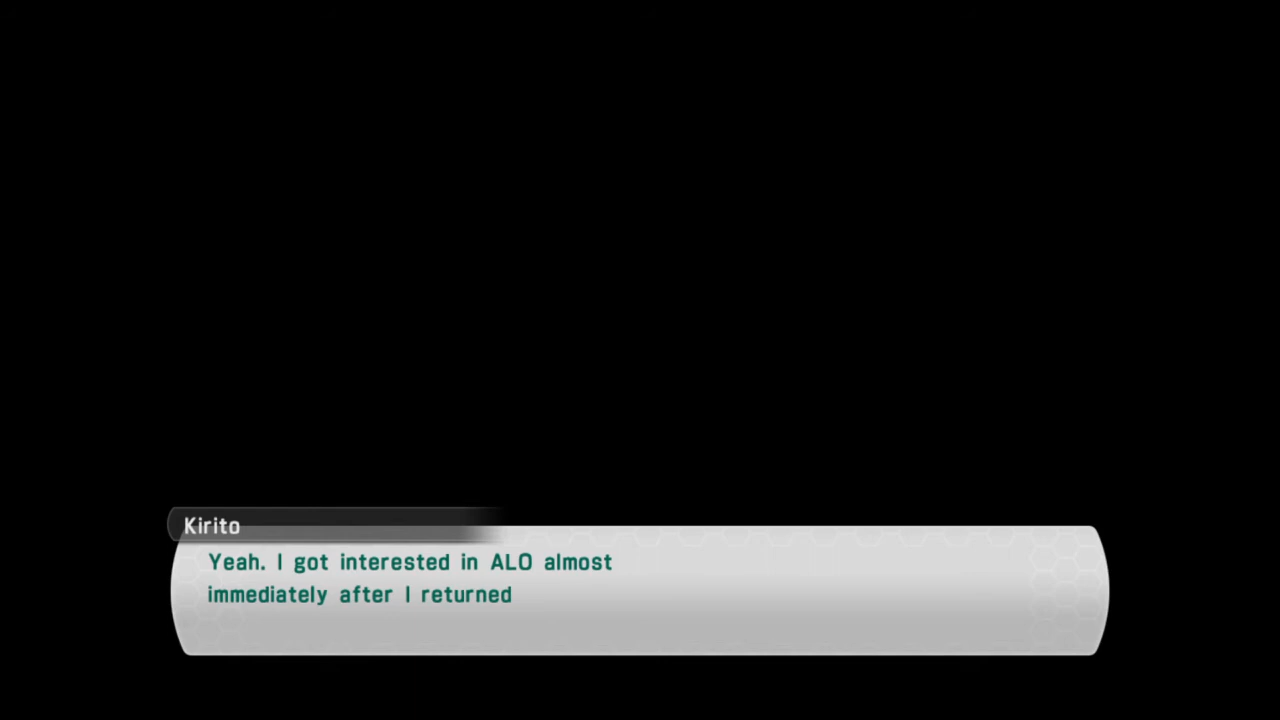 Kirito
Yeah. I got interested in ALO almost
immediately after I returned